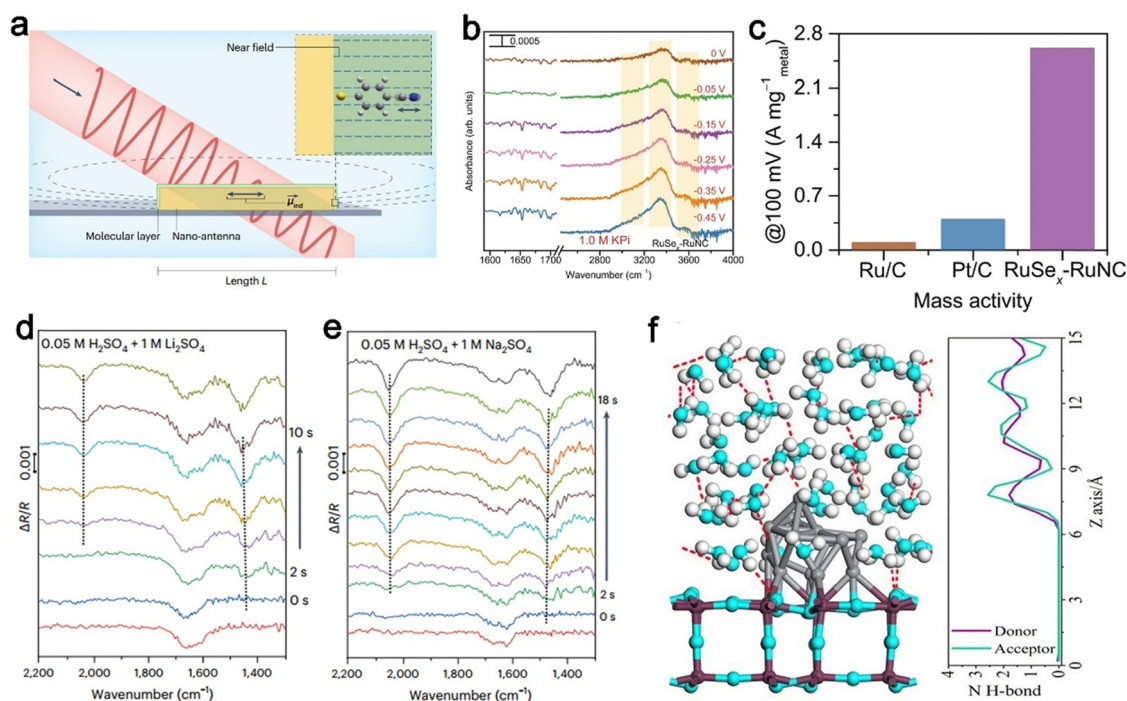 a
Near field
μ⃗ind
Molecular layer
Nano-antenna
Length L
b
0.0005
0 V
-0.05 V
-0.15 V
-0.25 V
-0.35 V
-0.45 V
Absorbance (arb. units)
1.0 M KPi
RuSex-RuNC
1600 1650 1700 3000 3500 4000
Wavenumber (cm-1)
c
@100 mV (A mg-1 metal)
2.8
2.1
1.4
0.7
0.0
Ru/C Pt/C RuSex-RuNC
Mass activity
d
0.05 M H2SO4 + 1 M Li2SO4
10 s
0.001
ΔR/R
2 s
0 s
2,200 2,000 1,800 1,600 1,400
Wavenumber (cm-1)
e
0.05 M H2SO4 + 1 M Na2SO4
18 s
0.001
ΔR/R
2 s
0 s
2,200 2,000 1,800 1,600 1,400
Wavenumber (cm-1)
f
15
12
9
6
3
0
Z axis/Å
Donor
Acceptor
4 3 2 1 0
N H-bond